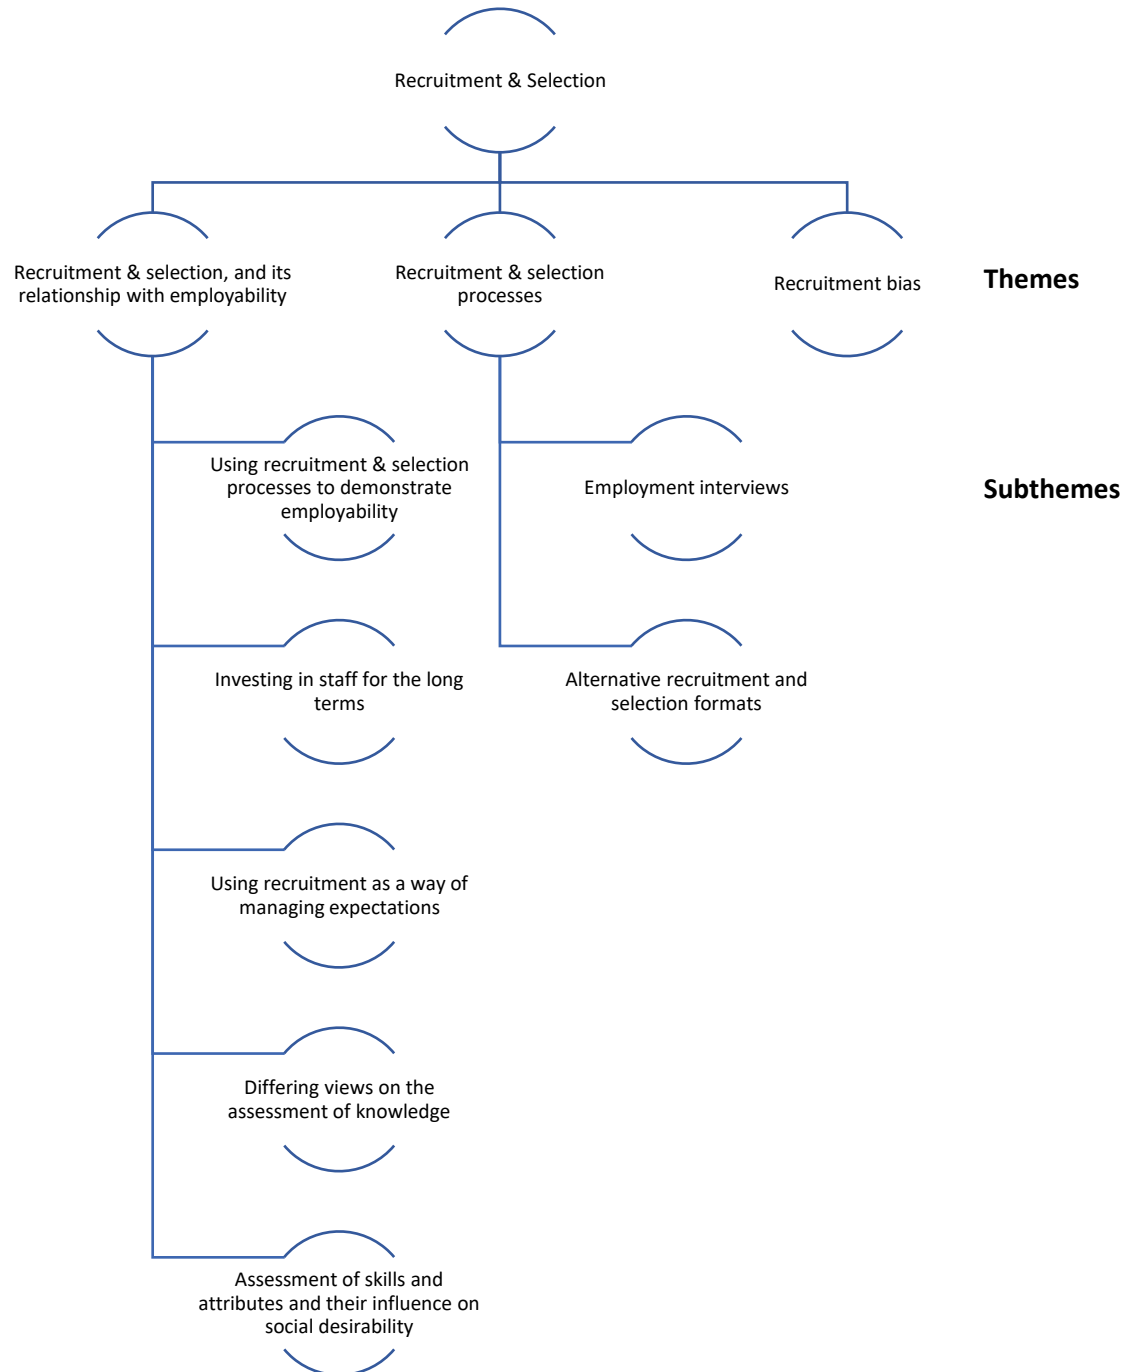 Recruitment & Selection
Recruitment & selection, and its
relationship with employability
Recruitment & selection
processes
Recruitment bias
Themes
Using recruitment & selection
processes to demonstrate
employability
Employment interviews
Subthemes
Investing in staff for the long
terms
Alternative recruitment and
selection formats
Using recruitment as a way of
managing expectations
Differing views on the
assessment of knowledge
Assessment of skills and
attributes and their influence on
social desirability